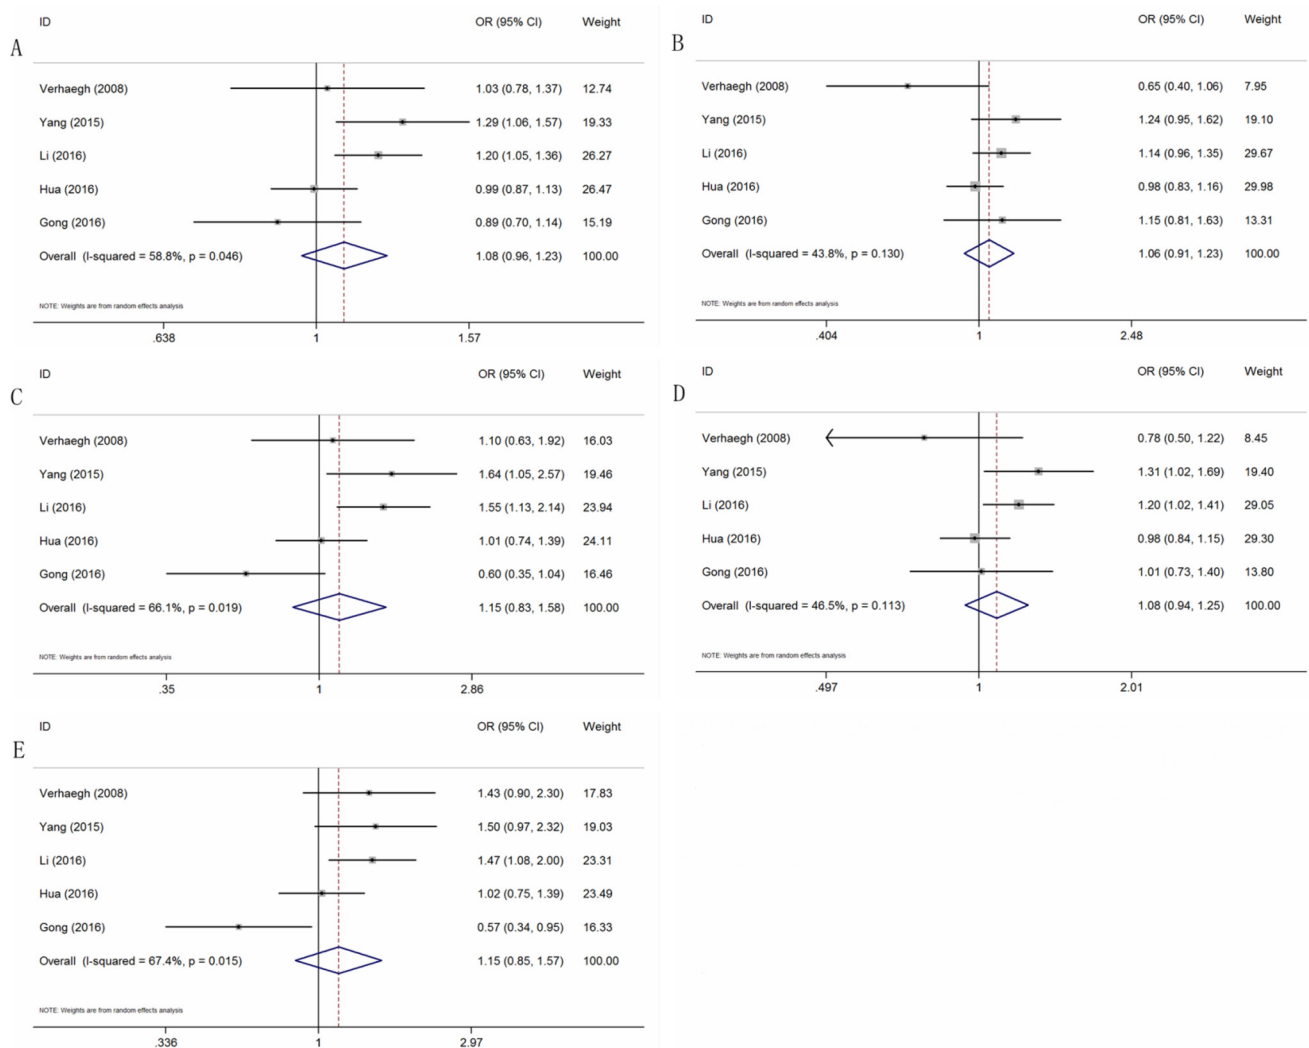 A
ID OR (95% CI) Weight
Verhaegh (2008) 1.03 (0.78, 1.37) 12.74
Yang (2015) 1.29 (1.06, 1.57) 19.33
Li (2016) 1.20 (1.05, 1.36) 26.27
Hua (2016) 0.99 (0.87, 1.13) 26.47
Gong (2016) 0.89 (0.70, 1.14) 15.19
Overall (I-squared = 58.8%, p = 0.046) 1.08 (0.96, 1.23) 100.00
NOTE: Weights are from random effects analysis
.638 1 1.57
B
ID OR (95% CI) Weight
Verhaegh (2008) 0.65 (0.40, 1.06) 7.95
Yang (2015) 1.24 (0.95, 1.62) 19.10
Li (2016) 1.14 (0.96, 1.35) 29.67
Hua (2016) 0.98 (0.83, 1.16) 29.98
Gong (2016) 1.15 (0.81, 1.63) 13.31
Overall (I-squared = 43.8%, p = 0.130) 1.06 (0.91, 1.23) 100.00
NOTE: Weights are from random effects analysis
.404 1 2.48
C
ID OR (95% CI) Weight
Verhaegh (2008) 1.10 (0.63, 1.92) 16.03
Yang (2015) 1.64 (1.05, 2.57) 19.46
Li (2016) 1.55 (1.13, 2.14) 23.94
Hua (2016) 1.01 (0.74, 1.39) 24.11
Gong (2016) 0.60 (0.35, 1.04) 16.46
Overall (I-squared = 66.1%, p = 0.019) 1.15 (0.83, 1.58) 100.00
NOTE: Weights are from random effects analysis
.35 1 2.86
D
ID OR (95% CI) Weight
Verhaegh (2008) 0.78 (0.50, 1.22) 8.45
Yang (2015) 1.31 (1.02, 1.69) 19.40
Li (2016) 1.20 (1.02, 1.41) 29.05
Hua (2016) 0.98 (0.84, 1.15) 29.30
Gong (2016) 1.01 (0.73, 1.40) 13.80
Overall (I-squared = 46.5%, p = 0.113) 1.08 (0.94, 1.25) 100.00
NOTE: Weights are from random effects analysis
.497 1 2.01
E
ID OR (95% CI) Weight
Verhaegh (2008) 1.43 (0.90, 2.30) 17.83
Yang (2015) 1.50 (0.97, 2.32) 19.03
Li (2016) 1.47 (1.08, 2.00) 23.31
Hua (2016) 1.02 (0.75, 1.39) 23.49
Gong (2016) 0.57 (0.34, 0.95) 16.33
Overall (I-squared = 67.4%, p = 0.015) 1.15 (0.85, 1.57) 100.00
NOTE: Weights are from random effects analysis
.336 1 2.97